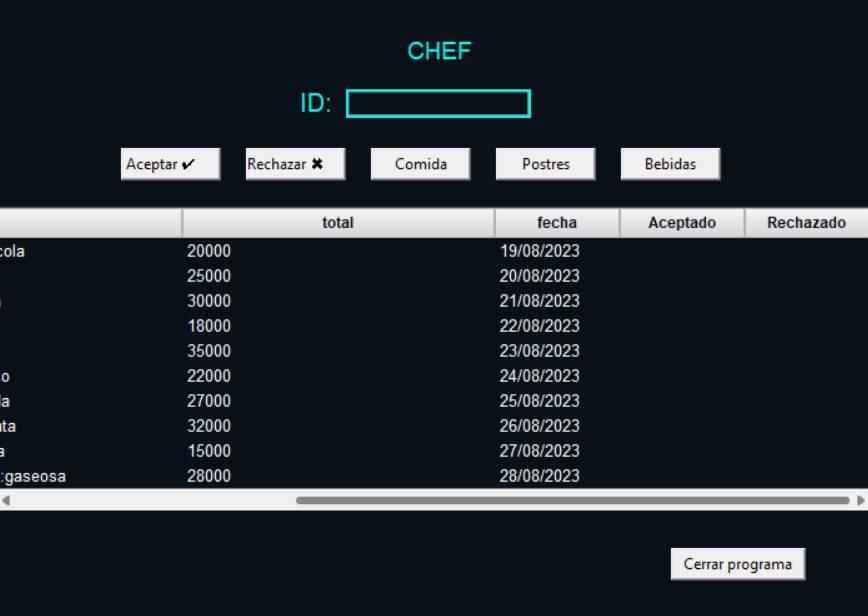 CHEF
ID:
Aceptar ✔ Rechazar ✖ Comida Postres Bebidas
total fecha Aceptado Rechazado
cola 20000 19/08/2023
25000 20/08/2023
30000 21/08/2023
18000 22/08/2023
35000 23/08/2023
o 22000 24/08/2023
la 27000 25/08/2023
nta 32000 26/08/2023
a 15000 27/08/2023
:gaseosa 28000 28/08/2023
Cerrar programa